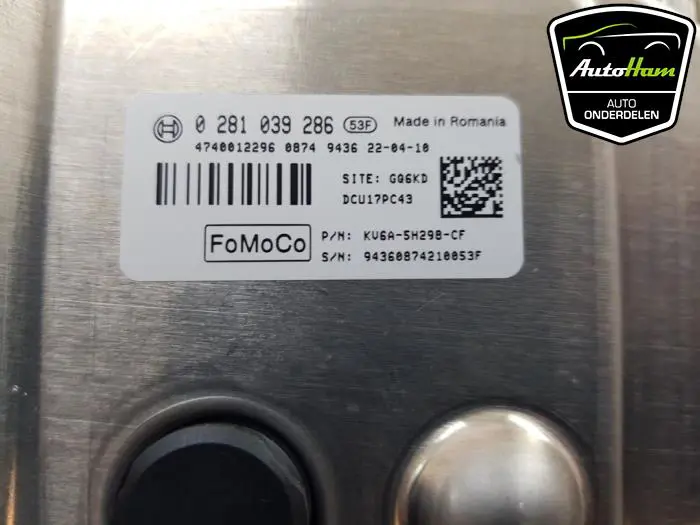 AutoHam
AUTO
ONDERDELEN
0 281 039 286 53F Made in Romania
4740012296 0874 9436 22-04-10
SITE: GQ6KD
DCU17PC43
FoMoCo
P/N: KV6A-5H298-CF
S/N: 94360874210053F